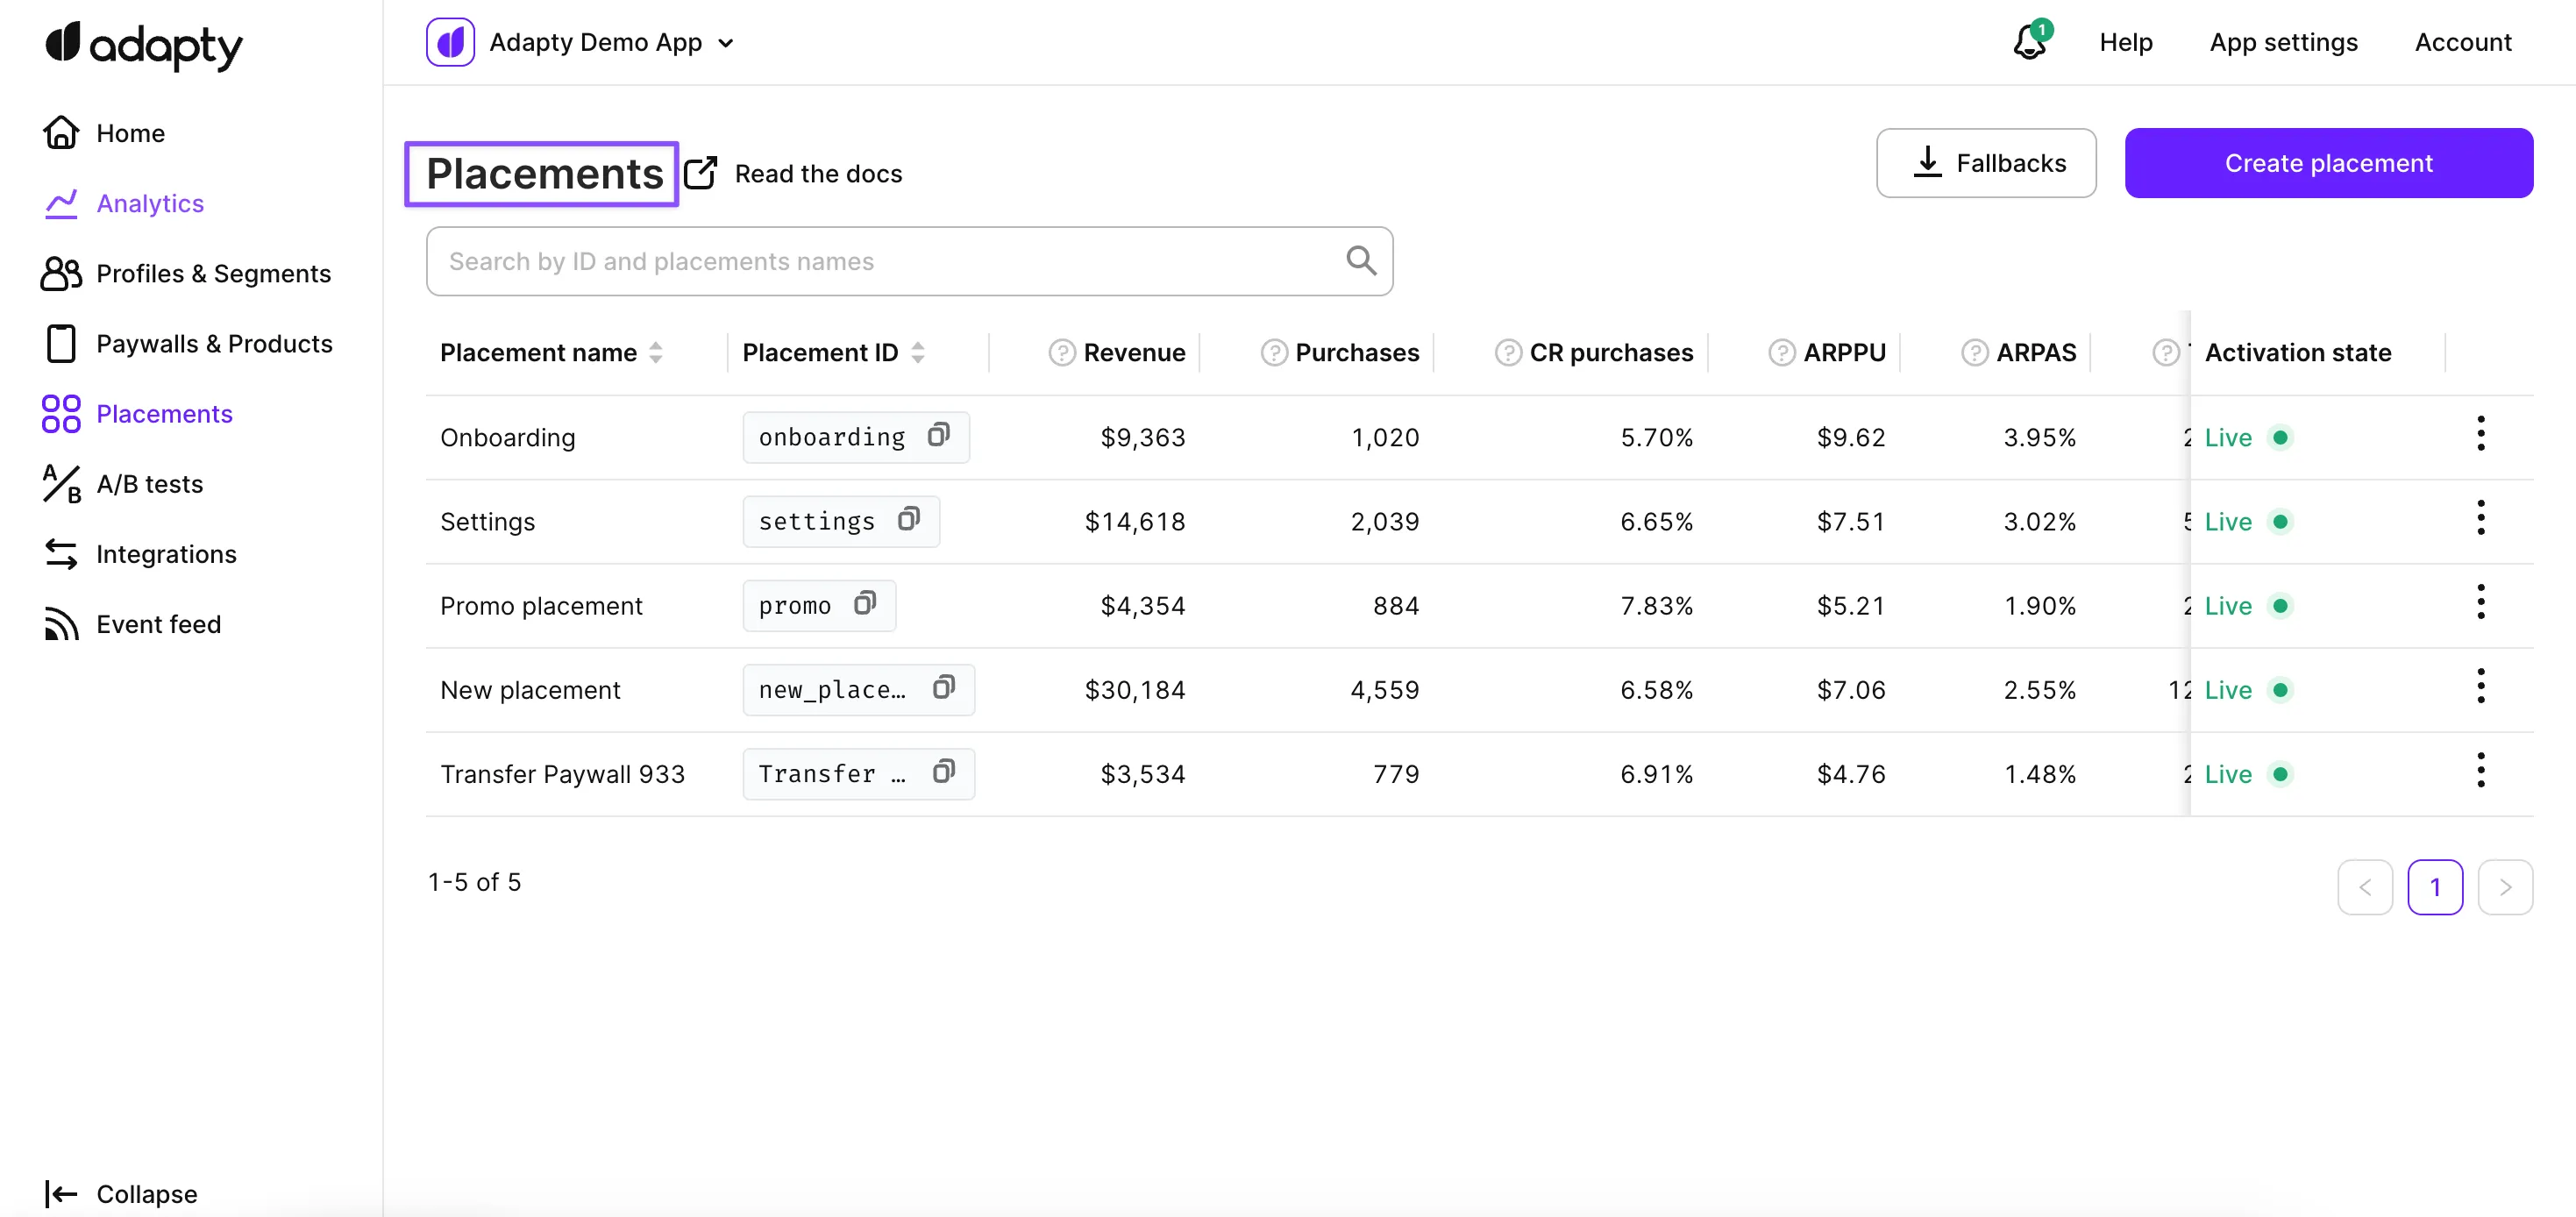 adapty
Adapty Demo App
1
Help
App settings
Account
Home
Analytics
Profiles & Segments
Paywalls & Products
Placements
A/B tests
Integrations
Event feed
Collapse
Placements
Read the docs
Fallbacks
Create placement
Search by ID and placements names
Placement name Placement ID ? Revenue ? Purchases ? CR purchases ? ARPPU ? ARPAS ? Activation state
Onboarding onboarding $9,363 1,020 5.70% $9.62 3.95% 2 Live
Settings settings $14,618 2,039 6.65% $7.51 3.02% 5 Live
Promo placement promo $4,354 884 7.83% $5.21 1.90% 2 Live
New placement new_place… $30,184 4,559 6.58% $7.06 2.55% 12 Live
Transfer Paywall 933 Transfer … $3,534 779 6.91% $4.76 1.48% 2 Live
1-5 of 5
< 1 >